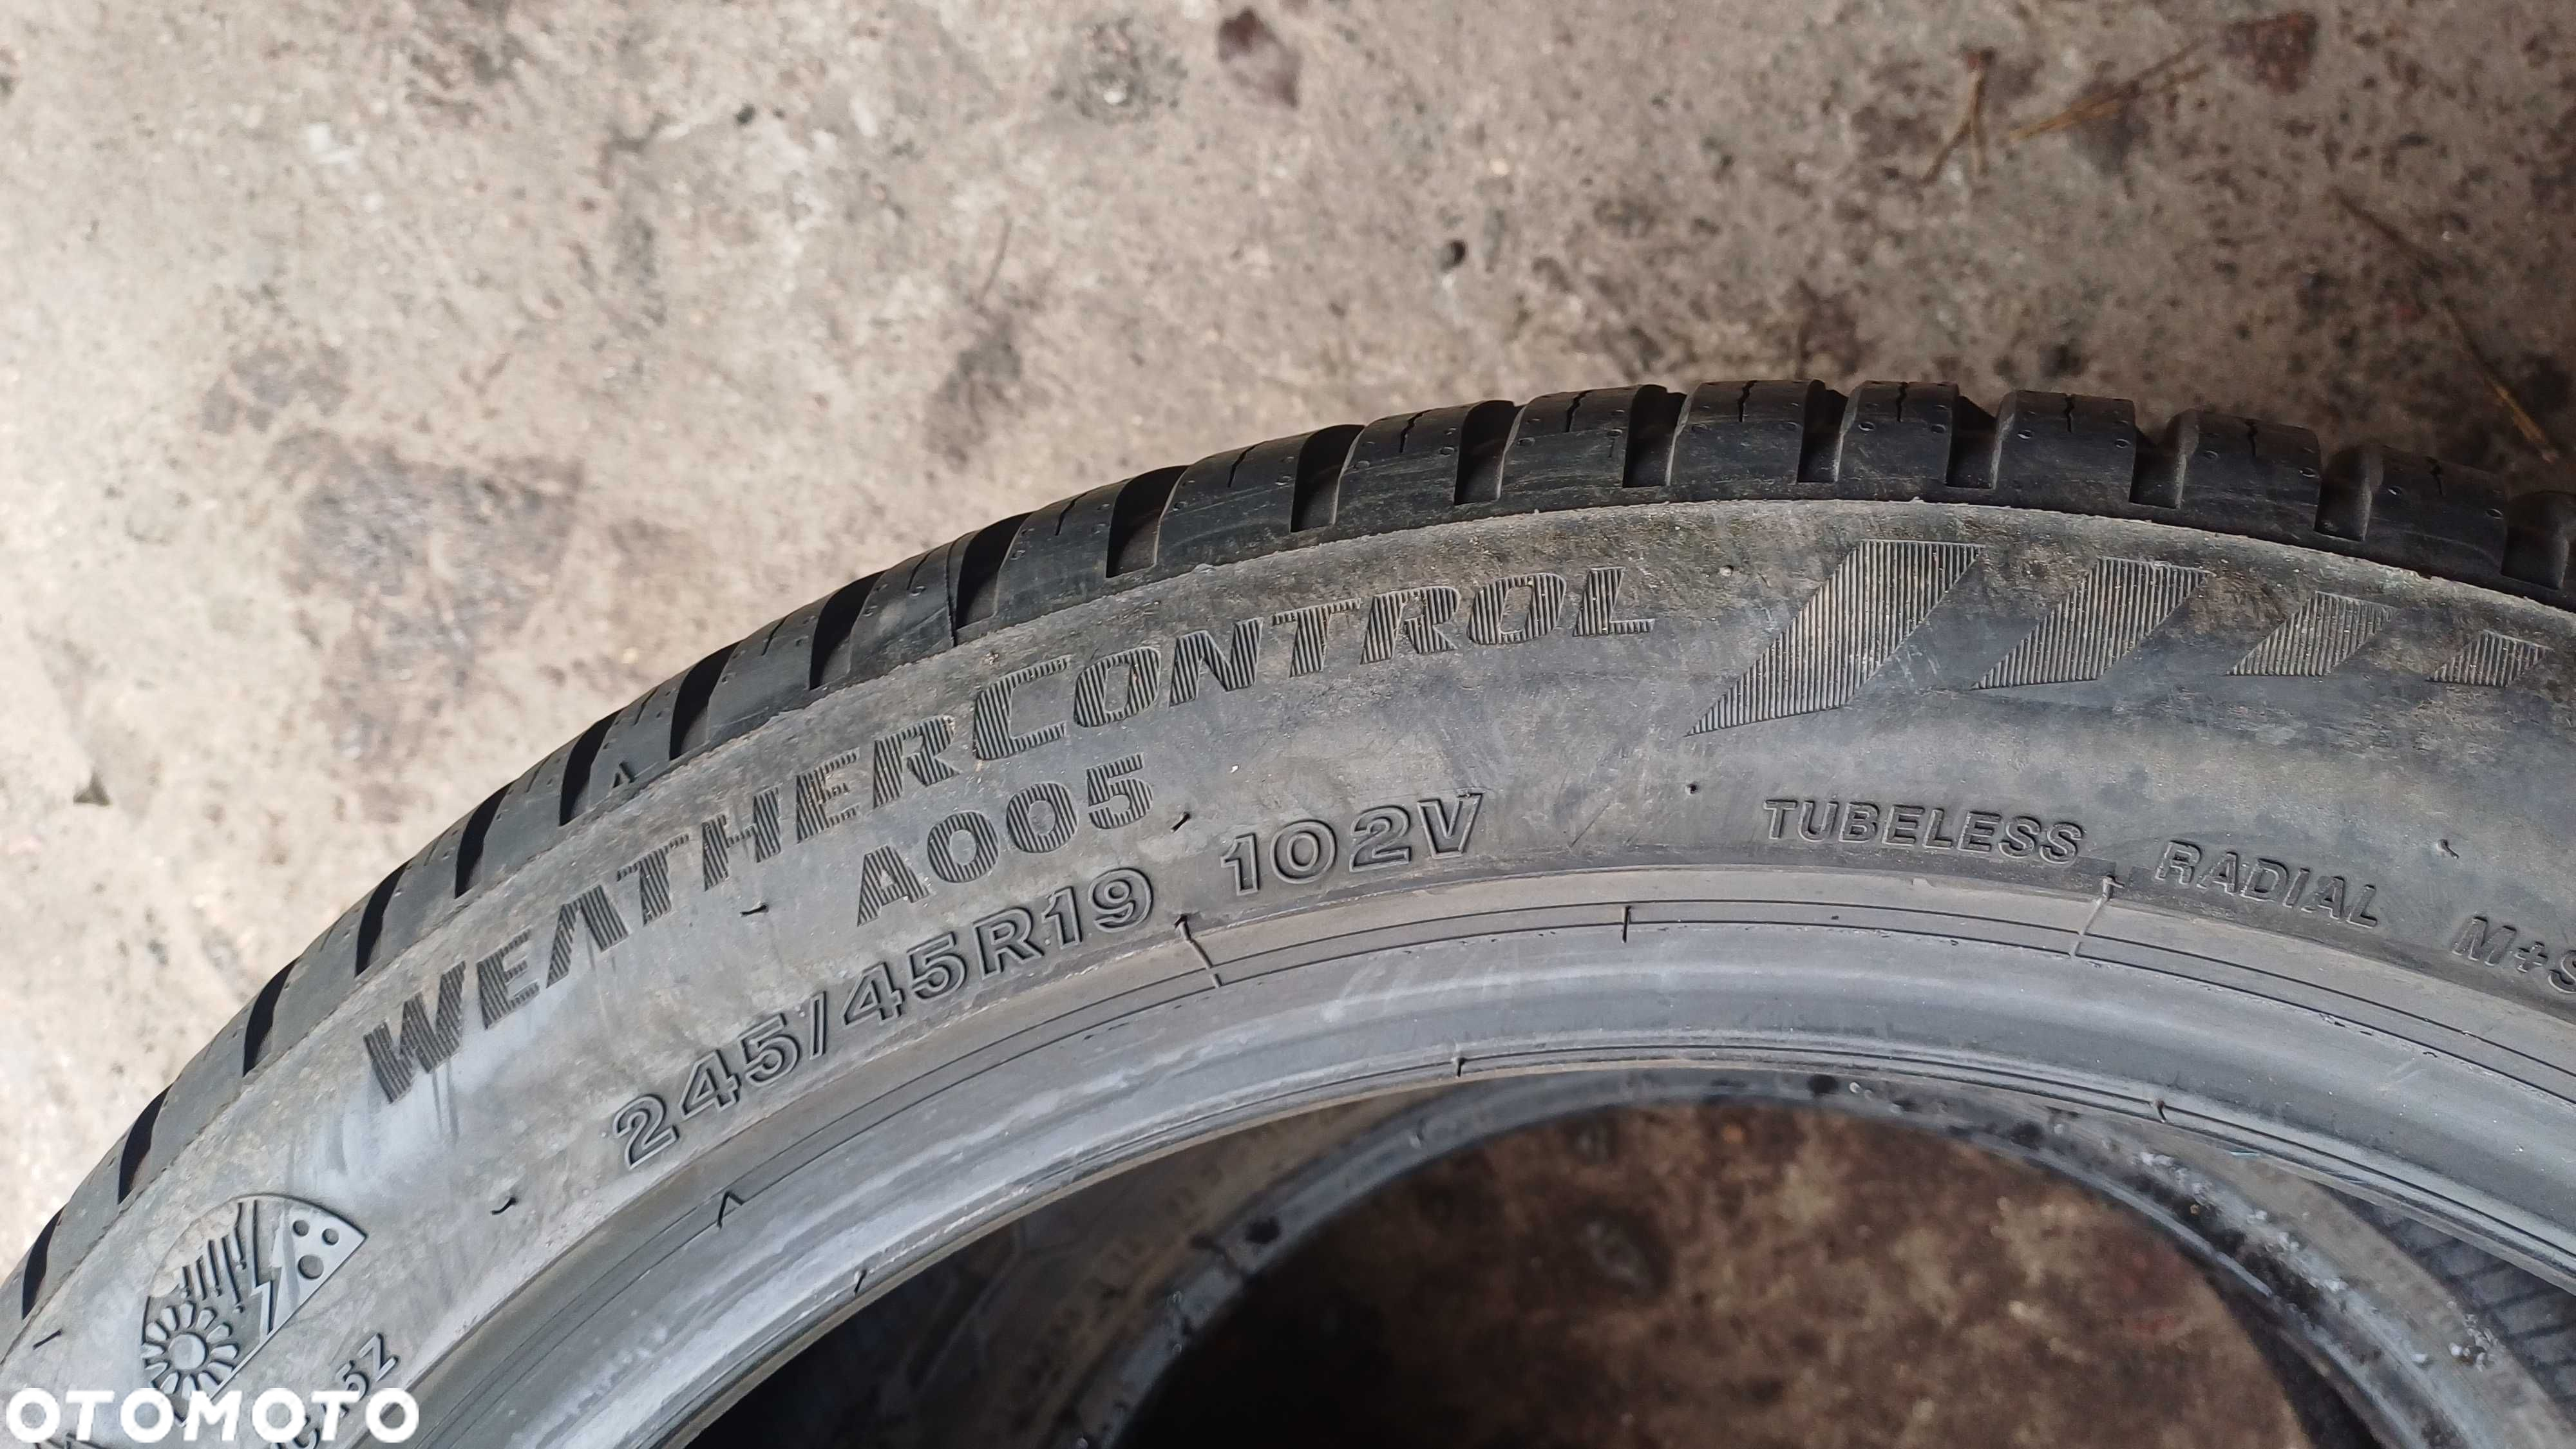 WEATHERCONTROL
A005
245/45R19 102V
TUBELESS RADIAL M+S
OTOMOTO